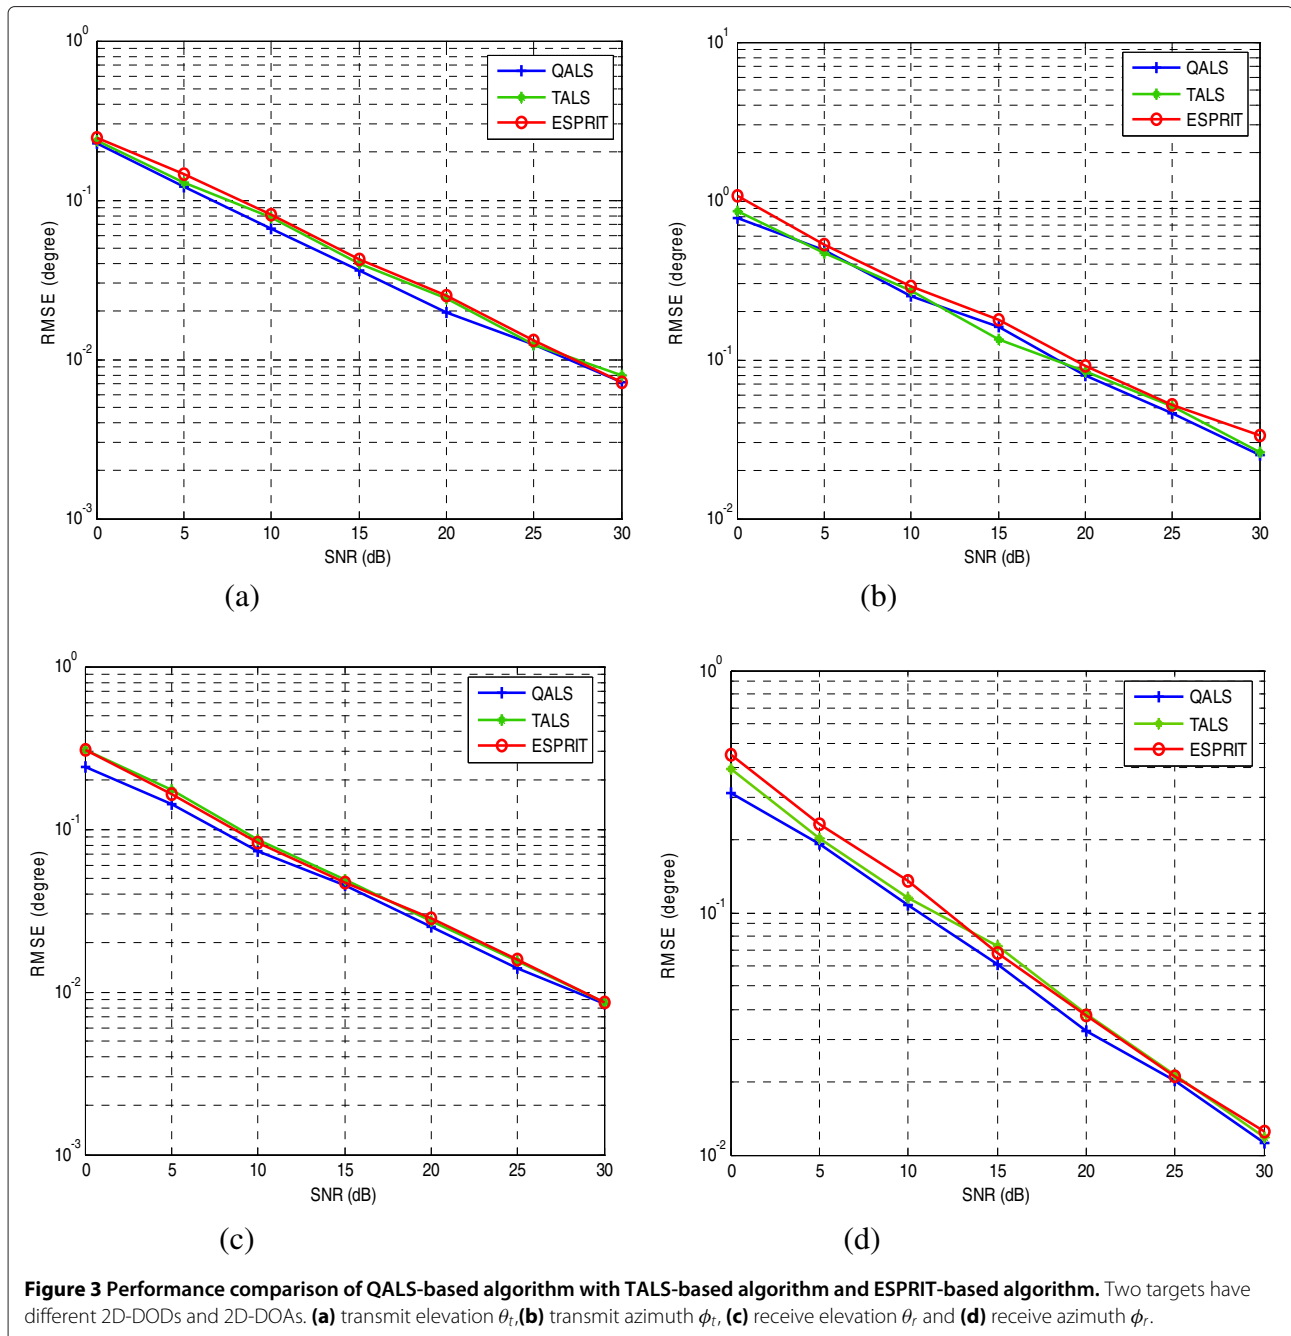 10^0
10^-1
10^-2
10^-3
RMSE (degree)
QALS
TALS
ESPRIT
0 5 10 15 20 25 30
SNR (dB)
(a)
10^1
10^0
10^-1
10^-2
RMSE (degree)
QALS
TALS
ESPRIT
0 5 10 15 20 25 30
SNR (dB)
(b)
10^0
10^-1
10^-2
10^-3
RMSE (degree)
QALS
TALS
ESPRIT
0 5 10 15 20 25 30
SNR (dB)
(c)
10^0
10^-1
10^-2
RMSE (degree)
QALS
TALS
ESPRIT
0 5 10 15 20 25 30
SNR (dB)
(d)
Figure 3 Performance comparison of QALS-based algorithm with TALS-based algorithm and ESPRIT-based algorithm. Two targets have
different 2D-DODs and 2D-DOAs. (a) transmit elevation θt,(b) transmit azimuth ϕt, (c) receive elevation θr and (d) receive azimuth ϕr.